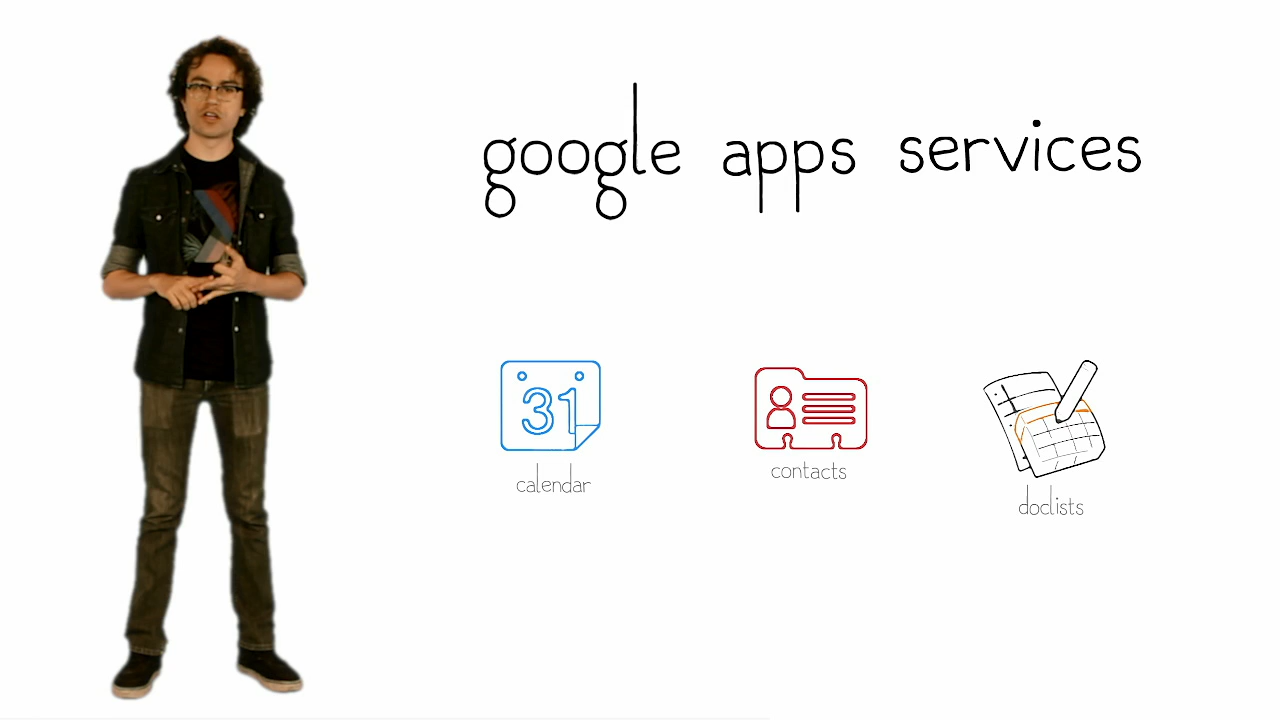 google apps services
31
calendar
contacts
doclists